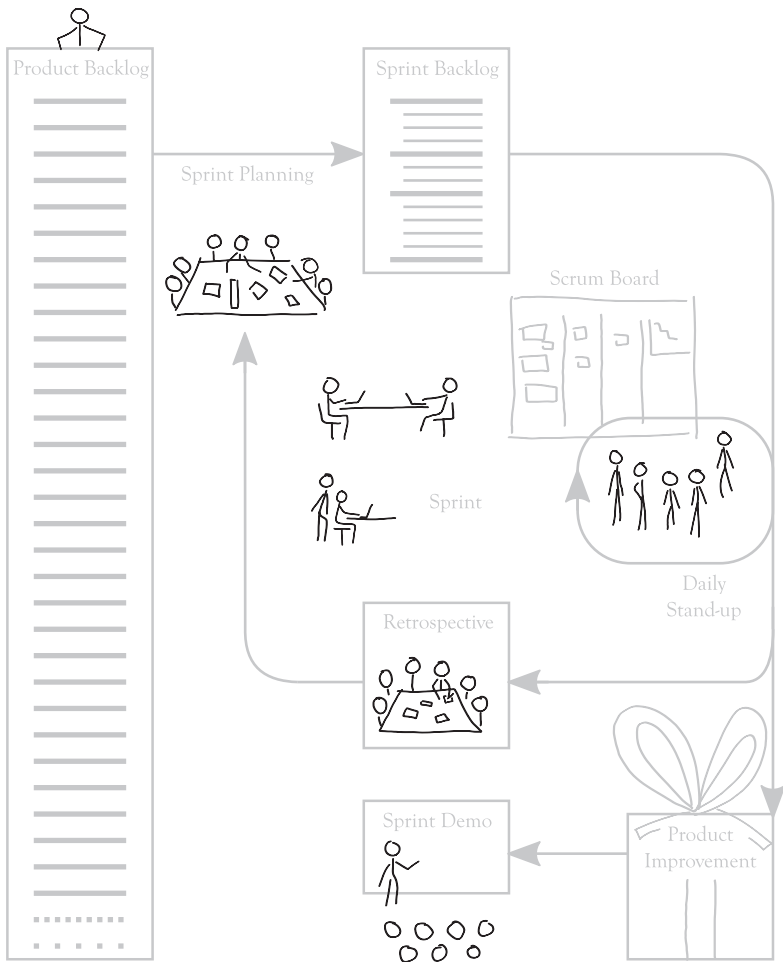 Product Backlog
Sprint Backlog
Sprint Planning
Scrum Board
Sprint
Daily
Stand-up
Retrospective
Sprint Demo
Product
Improvement